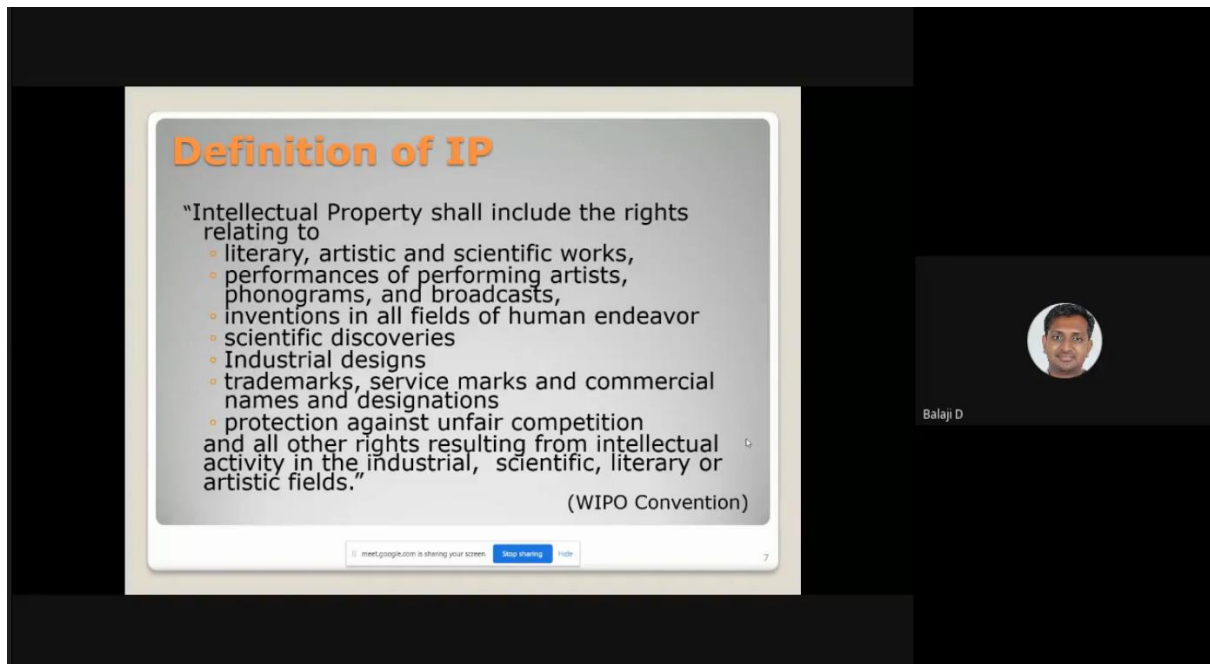 Definition of IP
“Intellectual Property shall include the rights
relating to
◦ literary, artistic and scientific works,
◦ performances of performing artists,
phonograms, and broadcasts,
◦ inventions in all fields of human endeavor
◦ scientific discoveries
◦ Industrial designs
◦ trademarks, service marks and commercial
names and designations
◦ protection against unfair competition
and all other rights resulting from intellectual
activity in the industrial, scientific, literary or
artistic fields.”
(WIPO Convention)
meet.google.com is sharing your screen. Stop sharing Hide
7
Balaji D